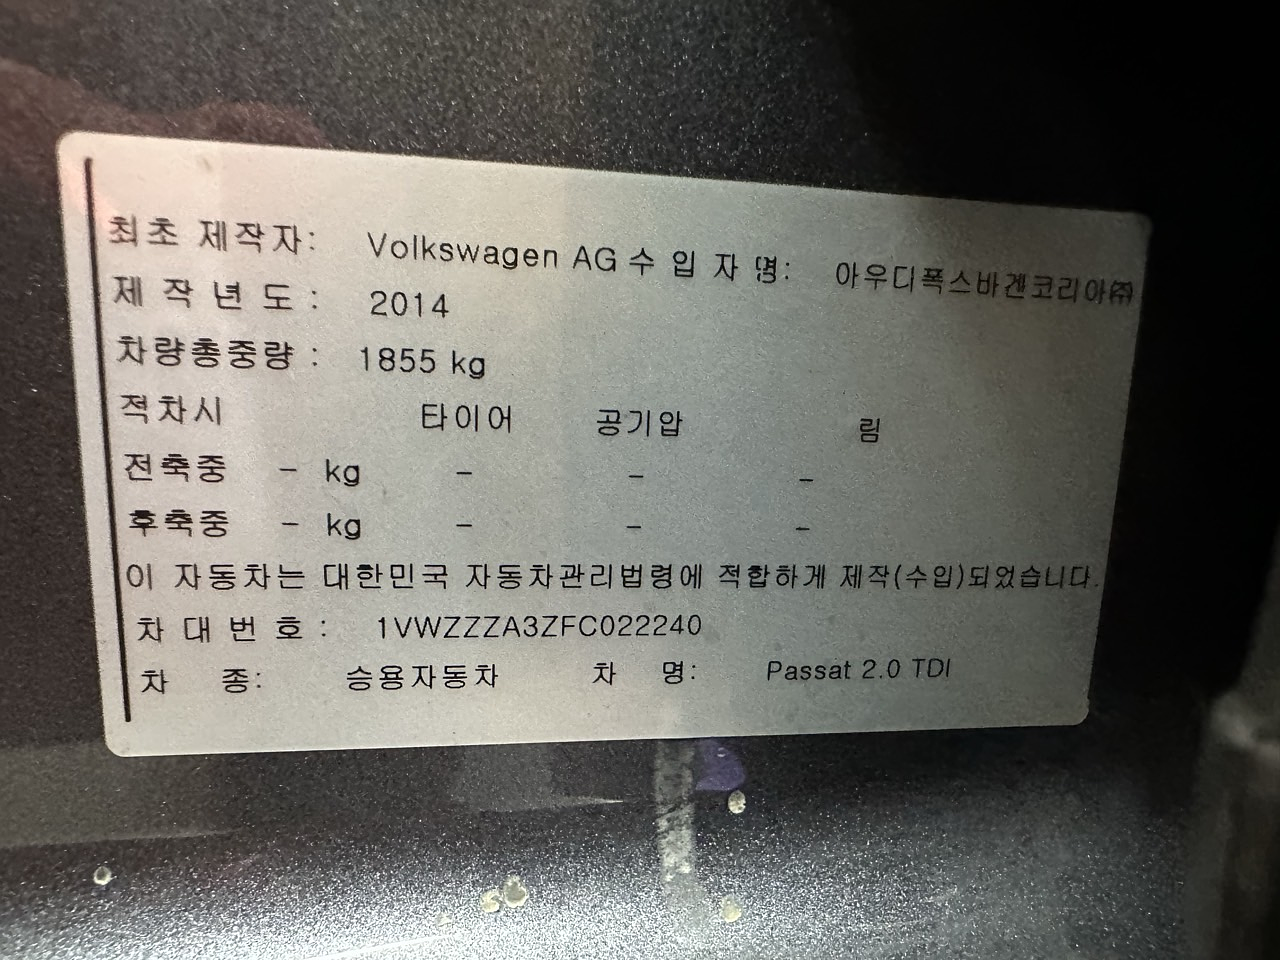 최초 제작자: Volkswagen AG 수 입 자 명: 아우디폭스바겐코리아㈜
제 작 년 도 : 2014
차량총중량 : 1855 kg
적차시 타이어 공기압 림
전축중 - kg - - -
후축중 - kg - - -
이 자동차는 대한민국 자동차관리법령에 적합하게 제작(수입)되었습니다.
차 대 번 호 : 1VWZZZA3ZFC022240
차 종: 승용자동차 차 명: Passat 2.0 TDI